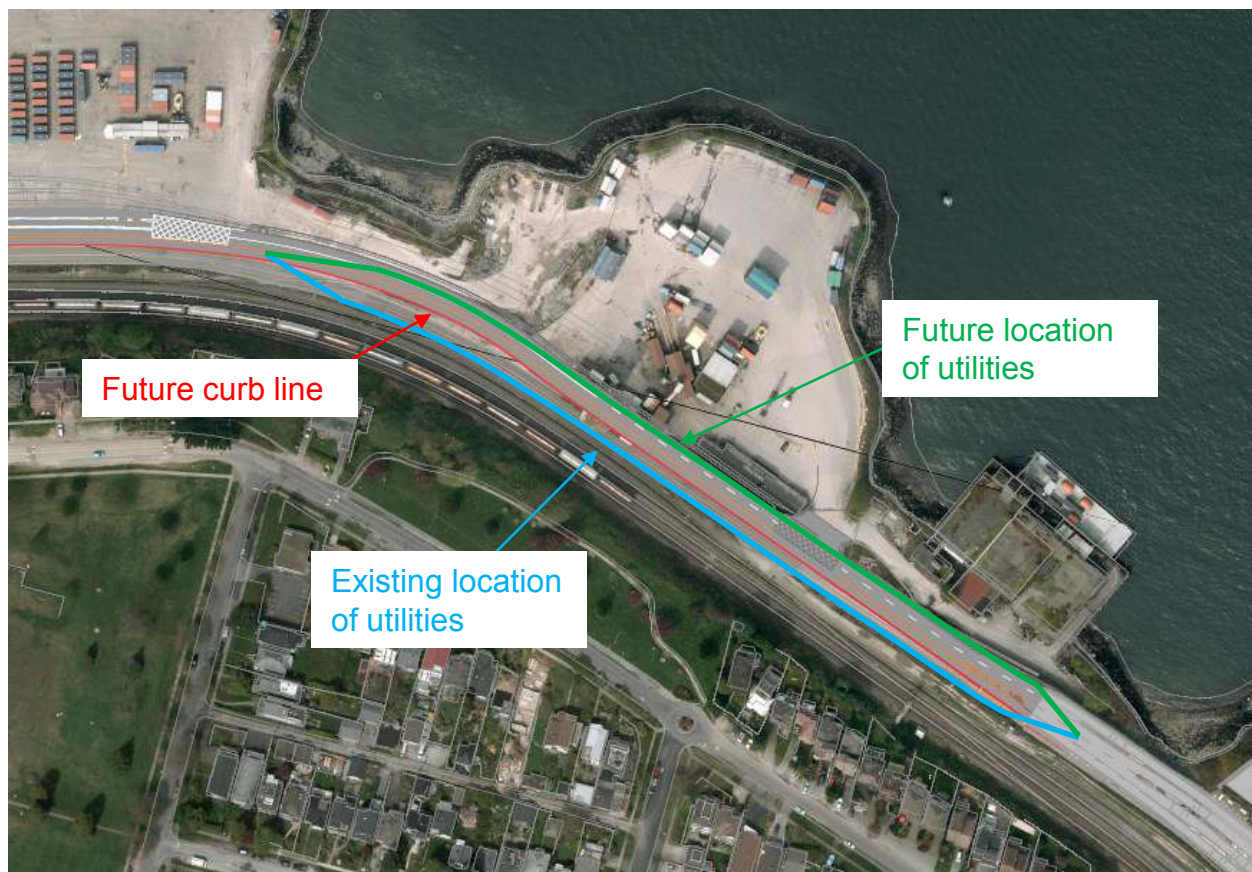 Future location
of utilities
Future curb line
Existing location
of utilities